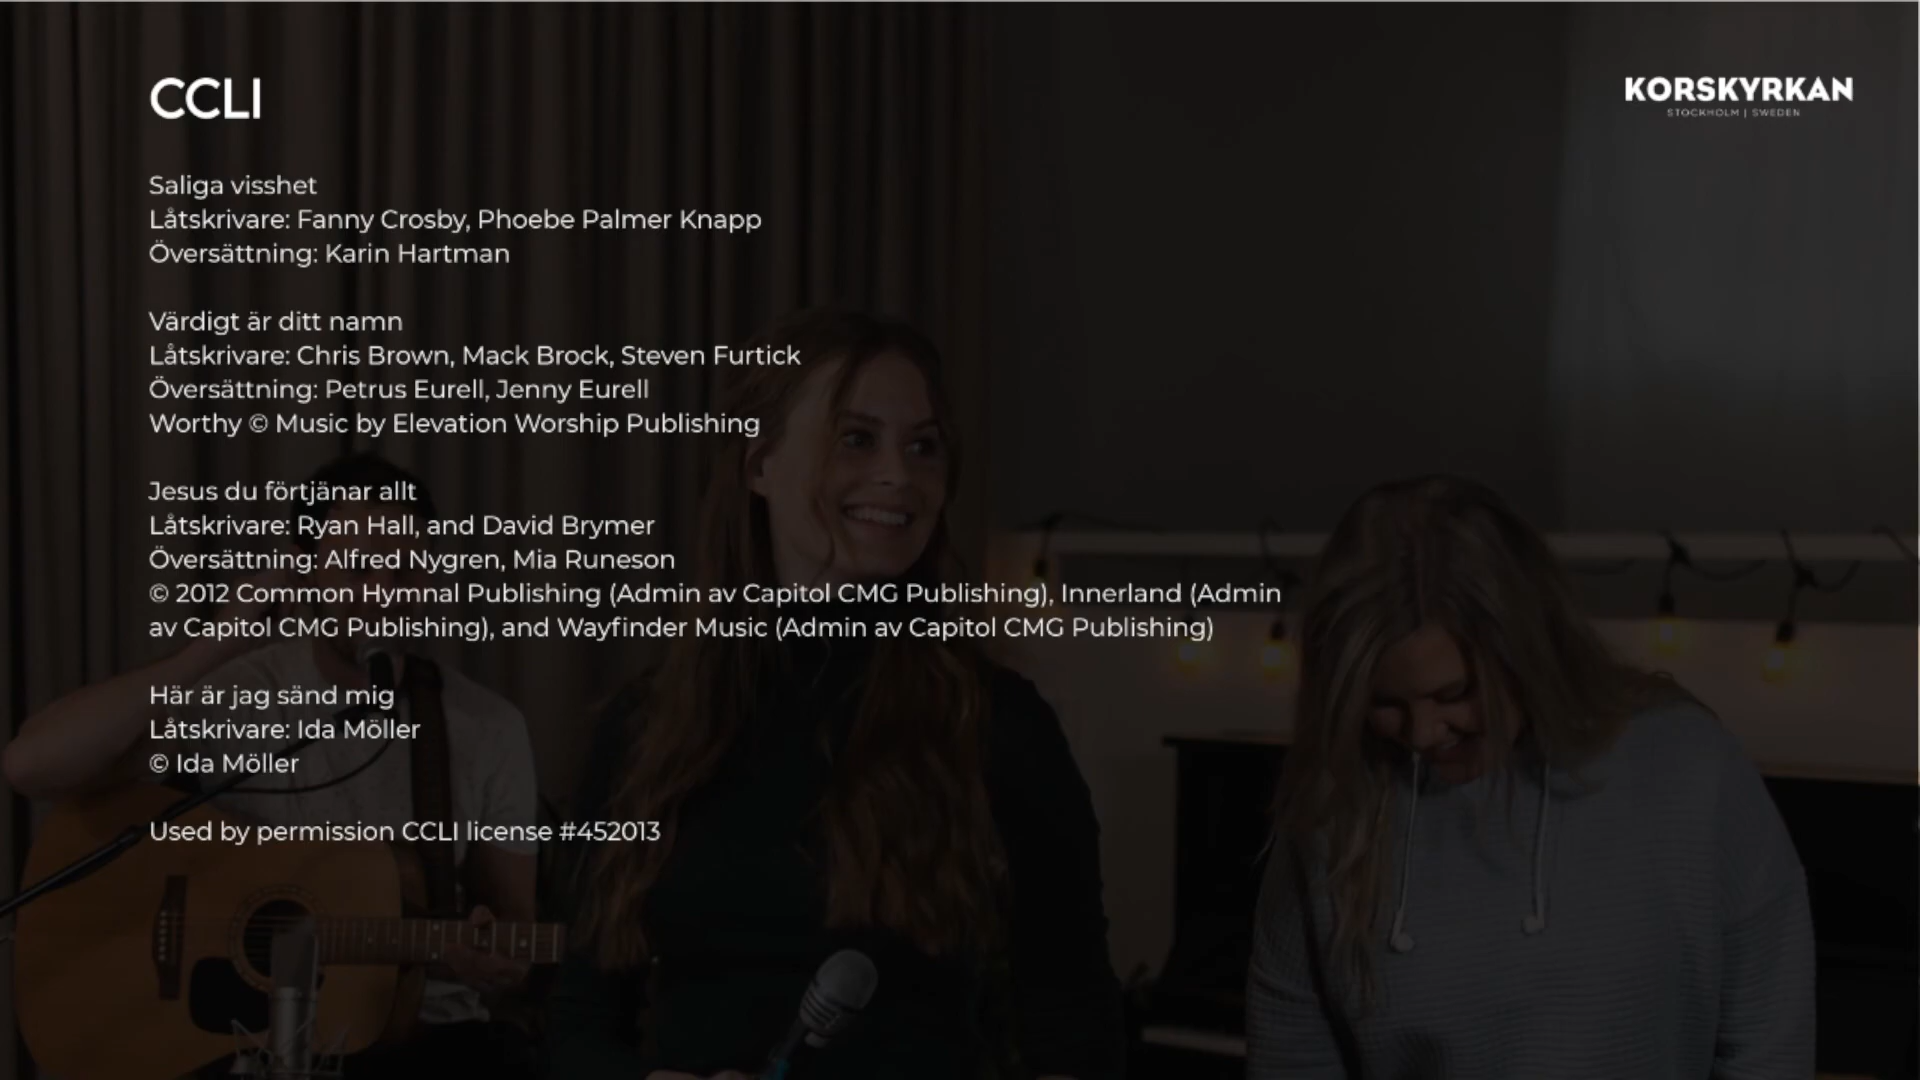 CCLI
KORSKYRKAN
STOCKHOLM | SWEDEN
Saliga visshet
Låtskrivare: Fanny Crosby, Phoebe Palmer Knapp
Översättning: Karin Hartman
Värdigt är ditt namn
Låtskrivare: Chris Brown, Mack Brock, Steven Furtick
Översättning: Petrus Eurell, Jenny Eurell
Worthy © Music by Elevation Worship Publishing
Jesus du förtjänar allt
Låtskrivare: Ryan Hall, and David Brymer
Översättning: Alfred Nygren, Mia Runeson
© 2012 Common Hymnal Publishing (Admin av Capitol CMG Publishing), Innerland (Admin
av Capitol CMG Publishing), and Wayfinder Music (Admin av Capitol CMG Publishing)
Här är jag sänd mig
Låtskrivare: Ida Möller
© Ida Möller
Used by permission CCLI license #452013